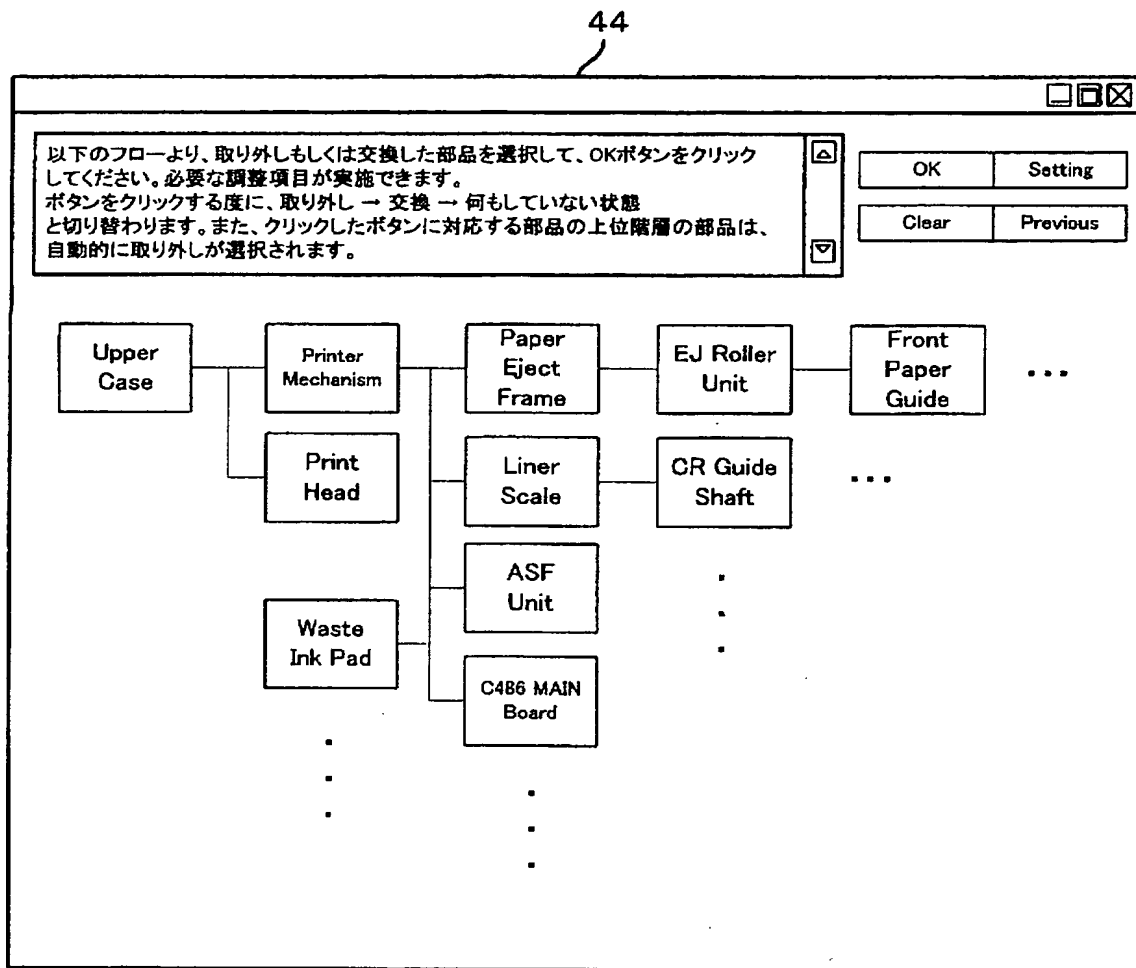 44
以下のフローより、取り外しもしくは交換した部品を選択して、OKボタンをクリック
してください。必要な調整項目が実施できます。
ボタンをクリックする度に、取り外し → 交換 → 何もしていない状態
と切り替わります。また、クリックしたボタンに対応する部品の上位階層の部品は、
自動的に取り外しが選択されます。
OK
Setting
Clear
Previous
Upper
Case
Printer
Mechanism
Paper
Eject
Frame
EJ Roller
Unit
Front
Paper
Guide
Print
Head
Liner
Scale
CR Guide
Shaft
ASF
Unit
Waste
Ink Pad
C486 MAIN
Board